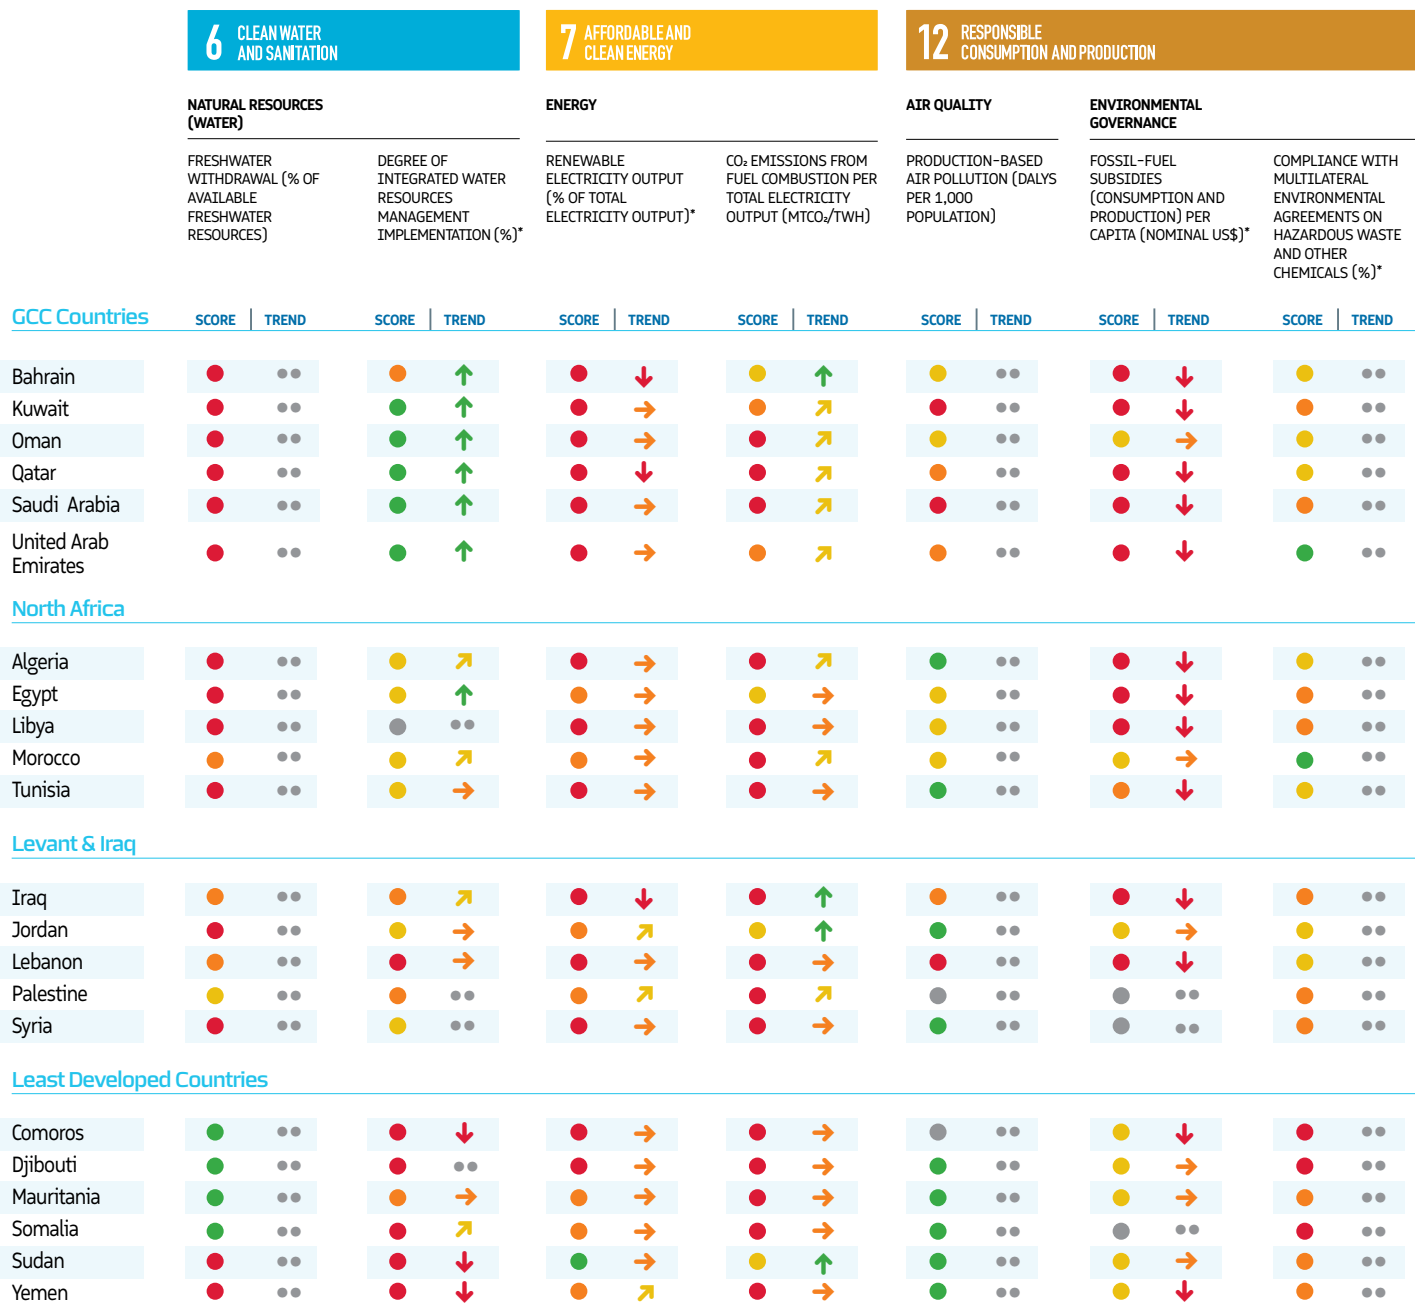 6 CLEAN WATER
AND SANITATION
7 AFFORDABLE AND
CLEAN ENERGY
12 RESPONSIBLE
CONSUMPTION AND PRODUCTION
NATURAL RESOURCES
(WATER)
ENERGY
AIR QUALITY
ENVIRONMENTAL
GOVERNANCE
FRESHWATER
WITHDRAWAL (% OF
AVAILABLE
FRESHWATER
RESOURCES)
DEGREE OF
INTEGRATED WATER
RESOURCES
MANAGEMENT
IMPLEMENTATION (%)*
RENEWABLE
ELECTRICITY OUTPUT
(% OF TOTAL
ELECTRICITY OUTPUT)*
CO₂ EMISSIONS FROM
FUEL COMBUSTION PER
TOTAL ELECTRICITY
OUTPUT (MTCO₂/TWH)
PRODUCTION-BASED
AIR POLLUTION (DALYS
PER 1,000
POPULATION)
FOSSIL-FUEL
SUBSIDIES
(CONSUMPTION AND
PRODUCTION) PER
CAPITA (NOMINAL US$)*
COMPLIANCE WITH
MULTILATERAL
ENVIRONMENTAL
AGREEMENTS ON
HAZARDOUS WASTE
AND OTHER
CHEMICALS (%)*
GCC Countries SCORE TREND SCORE TREND SCORE TREND SCORE TREND SCORE TREND SCORE TREND SCORE TREND
Bahrain
Kuwait
Oman
Qatar
Saudi Arabia
United Arab
Emirates
North Africa
Algeria
Egypt
Libya
Morocco
Tunisia
Levant & Iraq
Iraq
Jordan
Lebanon
Palestine
Syria
Least Developed Countries
Comoros
Djibouti
Mauritania
Somalia
Sudan
Yemen